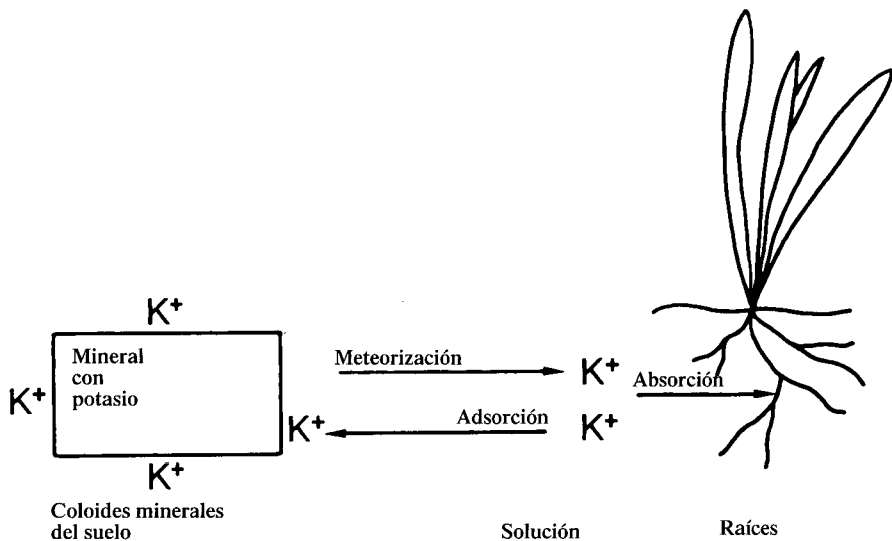 K+
Mineral
con
potasio
K+
K+
K+
Meteorización
K+
Absorción
Adsorción
K+
Coloides minerales
del suelo
Solución
Raíces